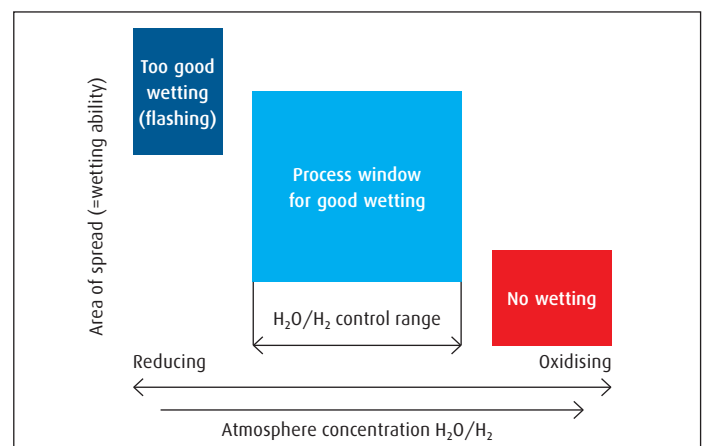 Area of spread (=wetting ability)
Too good
wetting
(flashing)
Process window
for good wetting
No wetting
H₂O/H₂ control range
Reducing
Oxidising
Atmosphere concentration H₂O/H₂